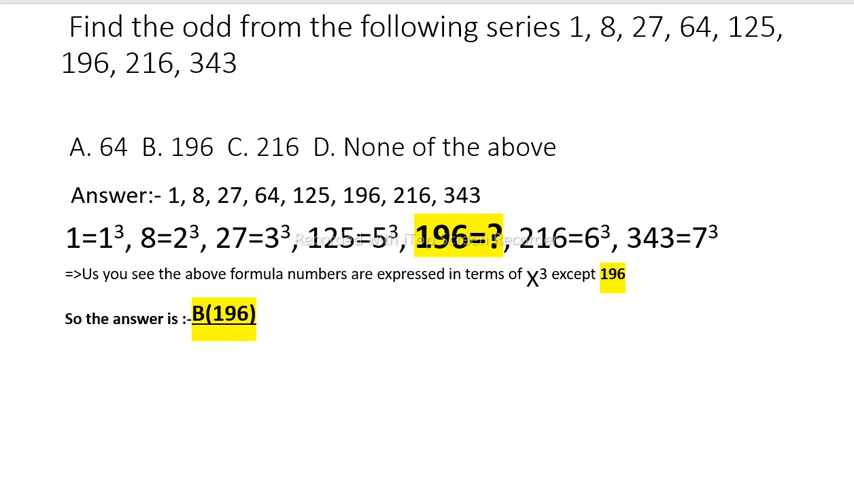 Find the odd from the following series 1, 8, 27, 64, 125,
196, 216, 343
A. 64 B. 196 C. 216 D. None of the above
Answer:- 1, 8, 27, 64, 125, 196, 216, 343
1=1³, 8=2³, 27=3³, 125=5³, 196=?, 216=6³, 343=7³
=>Us you see the above formula numbers are expressed in terms of X³ except 196
So the answer is :-B(196)